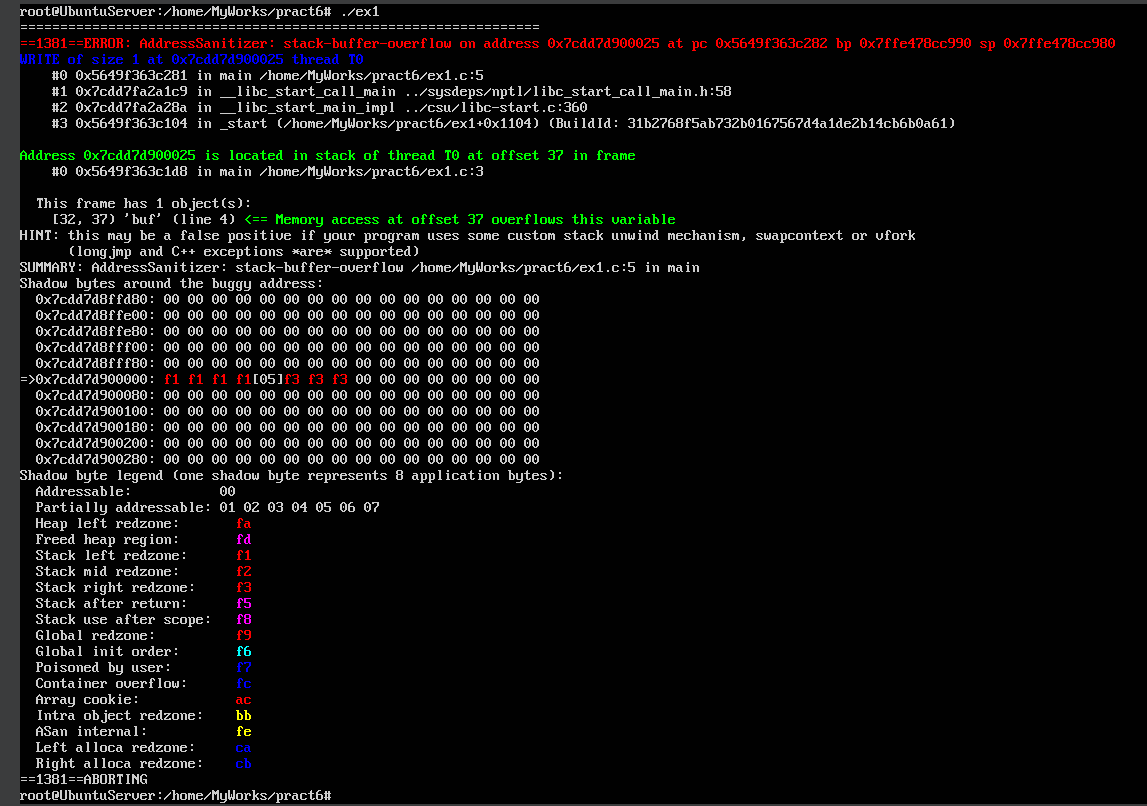 root@UbuntuServer:/home/MyWorks/pract6# ./ex1
=================================================================
==1381==ERROR: AddressSanitizer: stack-buffer-overflow on address 0x7cdd7d900025 at pc 0x5649f363c282 bp 0x7ffe478cc990 sp 0x7ffe478cc980
WRITE of size 1 at 0x7cdd7d900025 thread T0
    #0 0x5649f363c281 in main /home/MyWorks/pract6/ex1.c:5
    #1 0x7cdd7fa2a1c9 in __libc_start_call_main ../sysdeps/nptl/libc_start_call_main.h:58
    #2 0x7cdd7fa2a28a in __libc_start_main_impl ../csu/libc-start.c:360
    #3 0x5649f363c104 in _start (/home/MyWorks/pract6/ex1+0x1104) (BuildId: 31b2768f5ab732b0167567d4a1de2b14cb6b0a61)

Address 0x7cdd7d900025 is located in stack of thread T0 at offset 37 in frame
    #0 0x5649f363c1d8 in main /home/MyWorks/pract6/ex1.c:3

  This frame has 1 object(s):
    [32, 37) 'buf' (line 4) <== Memory access at offset 37 overflows this variable
HINT: this may be a false positive if your program uses some custom stack unwind mechanism, swapcontext or vfork
      (longjmp and C++ exceptions *are* supported)
SUMMARY: AddressSanitizer: stack-buffer-overflow /home/MyWorks/pract6/ex1.c:5 in main
Shadow bytes around the buggy address:
  0x7cdd7d8ffd80: 00 00 00 00 00 00 00 00 00 00 00 00 00 00 00 00
  0x7cdd7d8ffe00: 00 00 00 00 00 00 00 00 00 00 00 00 00 00 00 00
  0x7cdd7d8ffe80: 00 00 00 00 00 00 00 00 00 00 00 00 00 00 00 00
  0x7cdd7d8fff00: 00 00 00 00 00 00 00 00 00 00 00 00 00 00 00 00
  0x7cdd7d8fff80: 00 00 00 00 00 00 00 00 00 00 00 00 00 00 00 00
=>0x7cdd7d900000: f1 f1 f1 f1[05]f3 f3 f3 00 00 00 00 00 00 00 00
  0x7cdd7d900080: 00 00 00 00 00 00 00 00 00 00 00 00 00 00 00 00
  0x7cdd7d900100: 00 00 00 00 00 00 00 00 00 00 00 00 00 00 00 00
  0x7cdd7d900180: 00 00 00 00 00 00 00 00 00 00 00 00 00 00 00 00
  0x7cdd7d900200: 00 00 00 00 00 00 00 00 00 00 00 00 00 00 00 00
  0x7cdd7d900280: 00 00 00 00 00 00 00 00 00 00 00 00 00 00 00 00
Shadow byte legend (one shadow byte represents 8 application bytes):
  Addressable:           00
  Partially addressable: 01 02 03 04 05 06 07
  Heap left redzone:       fa
  Freed heap region:       fd
  Stack left redzone:      f1
  Stack mid redzone:       f2
  Stack right redzone:     f3
  Stack after return:      f5
  Stack use after scope:   f8
  Global redzone:          f9
  Global init order:       f6
  Poisoned by user:        f7
  Container overflow:      fc
  Array cookie:            ac
  Intra object redzone:    bb
  ASan internal:           fe
  Left alloca redzone:     ca
  Right alloca redzone:    cb
==1381==ABORTING
root@UbuntuServer:/home/MyWorks/pract6#